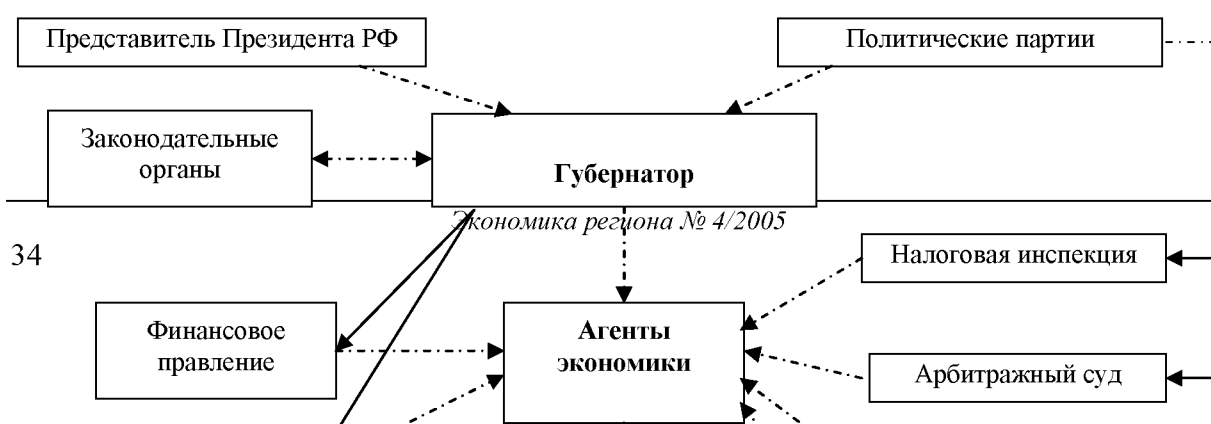 Представитель Президента РФ
Политические партии
Законодательные
органы
Губернатор
Экономика региона № 4/2005
34
Налоговая инспекция
Финансовое
правление
Агенты
экономики
Арбитражный суд